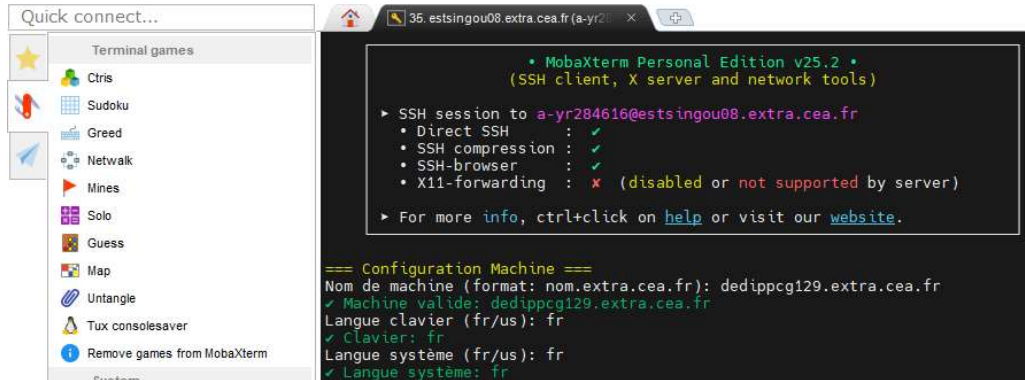 Quick connect...
35. estsingou08.extra.cea.fr (a-yr28
Terminal games
Ctris
Sudoku
Greed
Netwalk
Mines
Solo
Guess
Map
Untangle
Tux consolesaver
Remove games from MobaXterm
System
• MobaXterm Personal Edition v25.2 •
(SSH client, X server and network tools)
► SSH session to a-yr284616@estsingou08.extra.cea.fr
• Direct SSH : ✔
• SSH compression : ✔
• SSH-browser : ✔
• X11-forwarding : ✘ (disabled or not supported by server)
► For more info, ctrl+click on help or visit our website.
=== Configuration Machine ===
Nom de machine (format: nom.extra.cea.fr): dedippcg129.extra.cea.fr
✔ Machine valide: dedippcg129.extra.cea.fr
Langue clavier (fr/us): fr
✔ Clavier: fr
Langue système (fr/us): fr
✔ Langue système: fr